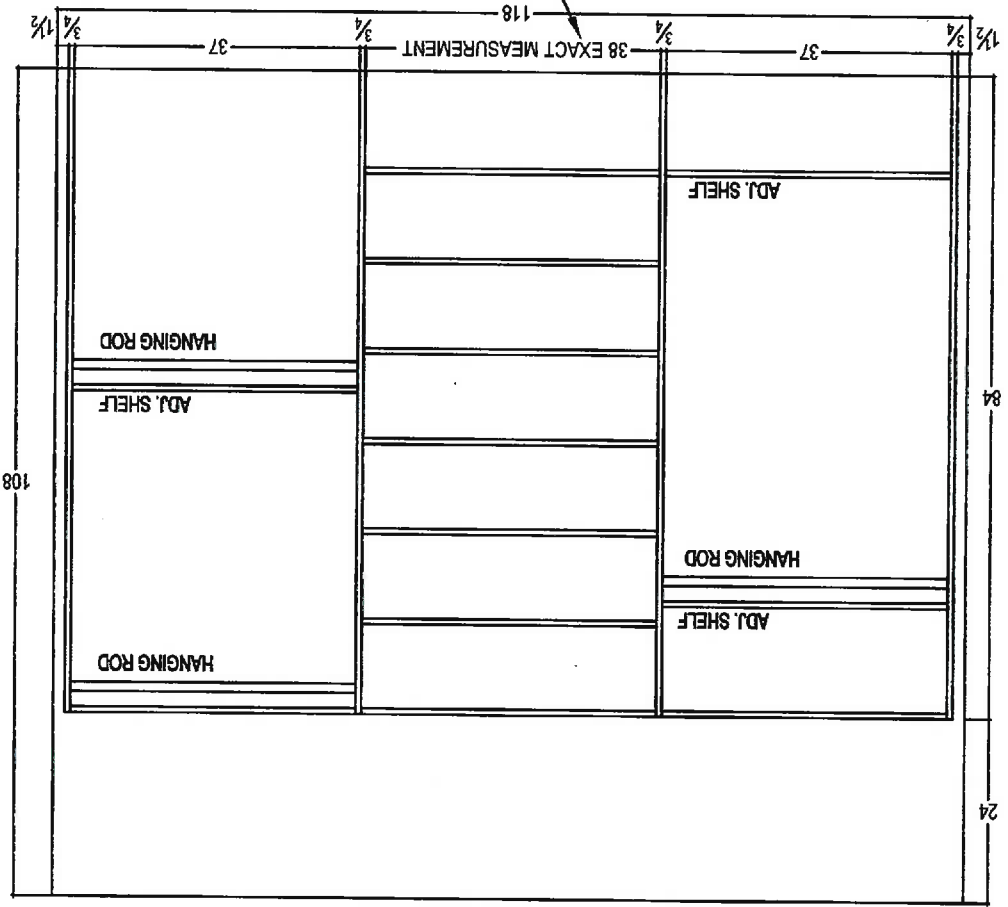 24
HANGING ROD
ADJ. SHELF
HANGING ROD
108
ADJ. SHELF
84
HANGING ROD
ADJ. SHELF
1½ ¾ 37 ¾ 38 EXACT MEASUREMENT ¾ 37 ¾ 1½
118